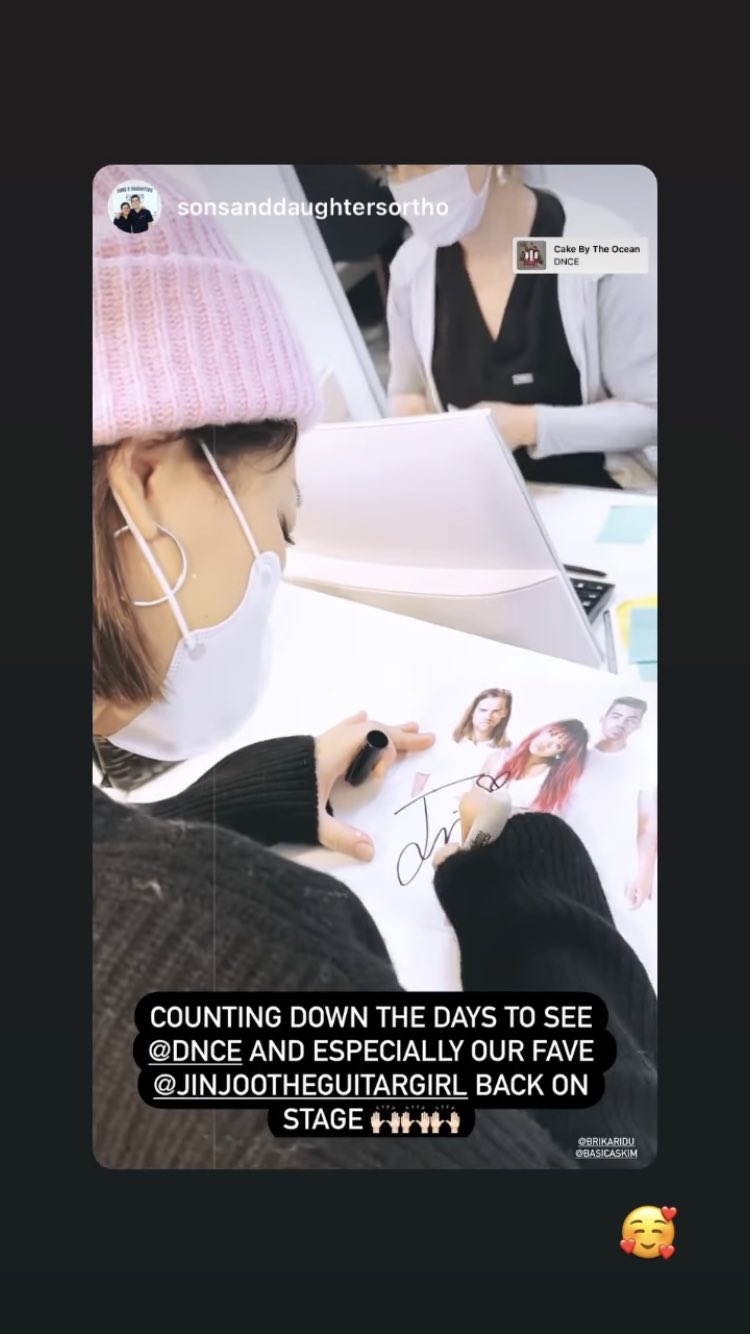 sonsanddaughtersortho
Cake By The Ocean
DNCE
COUNTING DOWN THE DAYS TO SEE
@DNCE AND ESPECIALLY OUR FAVE
@JINJOOTHEGUITARGIRL BACK ON
STAGE 🙌🏻🙌🏻🙌🏻
@BRIKARIDU
@BASICASKIM